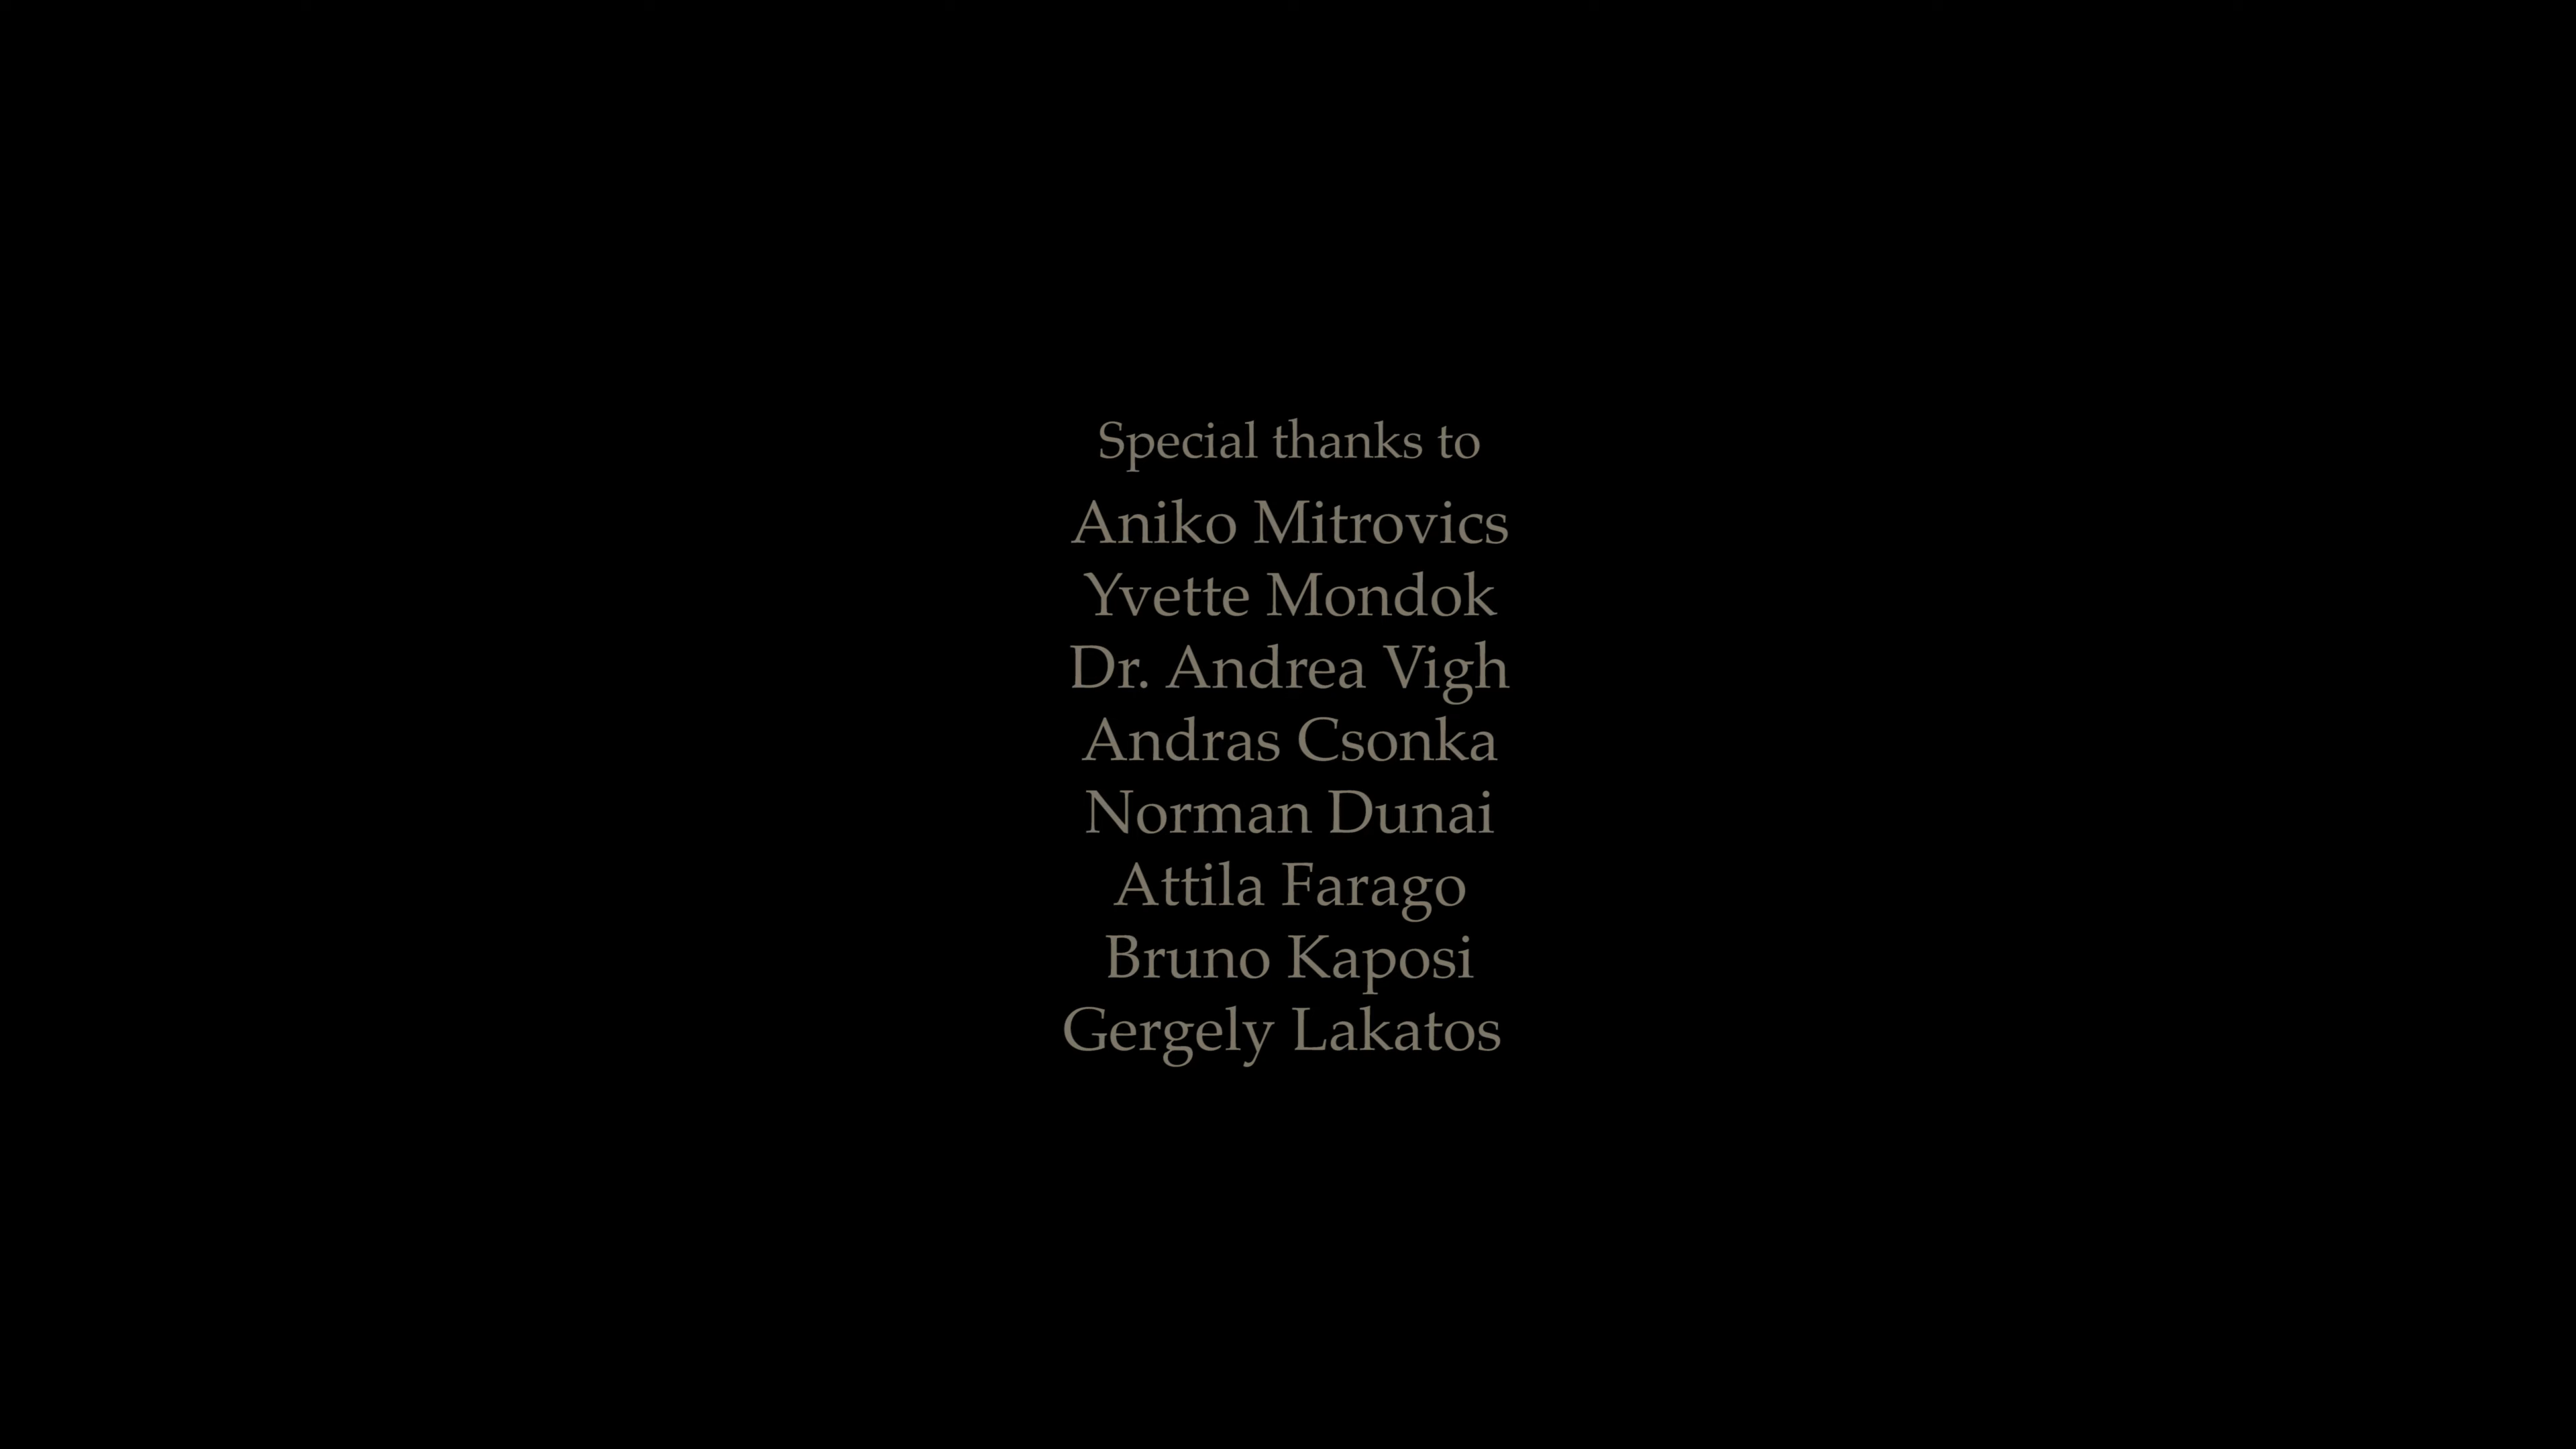 Special thanks to
Aniko Mitrovics
Yvette Mondok
Dr. Andrea Vigh
Andras Csonka
Norman Dunai
Attila Farago
Bruno Kaposi
Gergely Lakatos